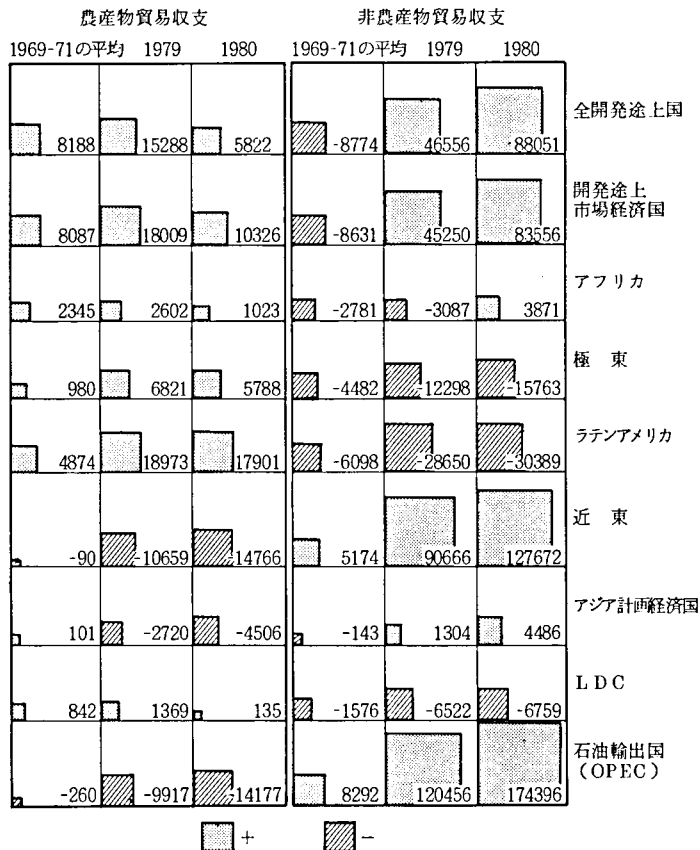 農産物貿易収支 非農産物貿易収支
1969-71の平均 1979 1980 1969-71の平均 1979 1980
8188 15288 5822 -8774 46556 88051 全開発途上国
8087 18009 10326 -8631 45250 83556 開発途上
市場経済国
2345 2602 1023 -2781 -3087 3871 アフリカ
980 6821 5788 -4482 -12298 -15763 極東
4874 18973 17901 -6098 -28650 -30389 ラテンアメリカ
-90 -10659 -14766 5174 90666 127672 近東
101 -2720 -4506 -143 1304 4486 アジア計画経済国
842 1369 135 -1576 -6522 -6759 LDC
-260 -9917 -14177 8292 120456 174396 石油輸出国
(OPEC)
+ -